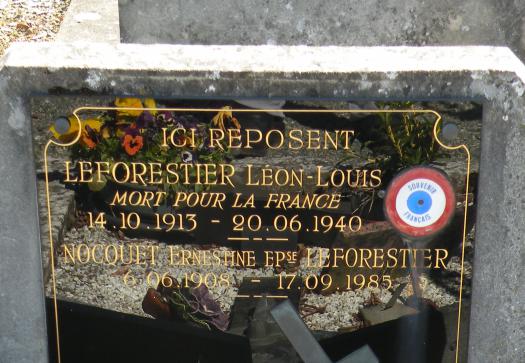 ICI REPOSENT
LEFORESTIER LÉON-LOUIS
MORT POUR LA FRANCE
14.10.1913 - 20.06.1940
NOCQUET ERNESTINE EPSE LEFORESTIER
6.06.1908 - 17.09.1985
SOUVENIR
FRANÇAIS